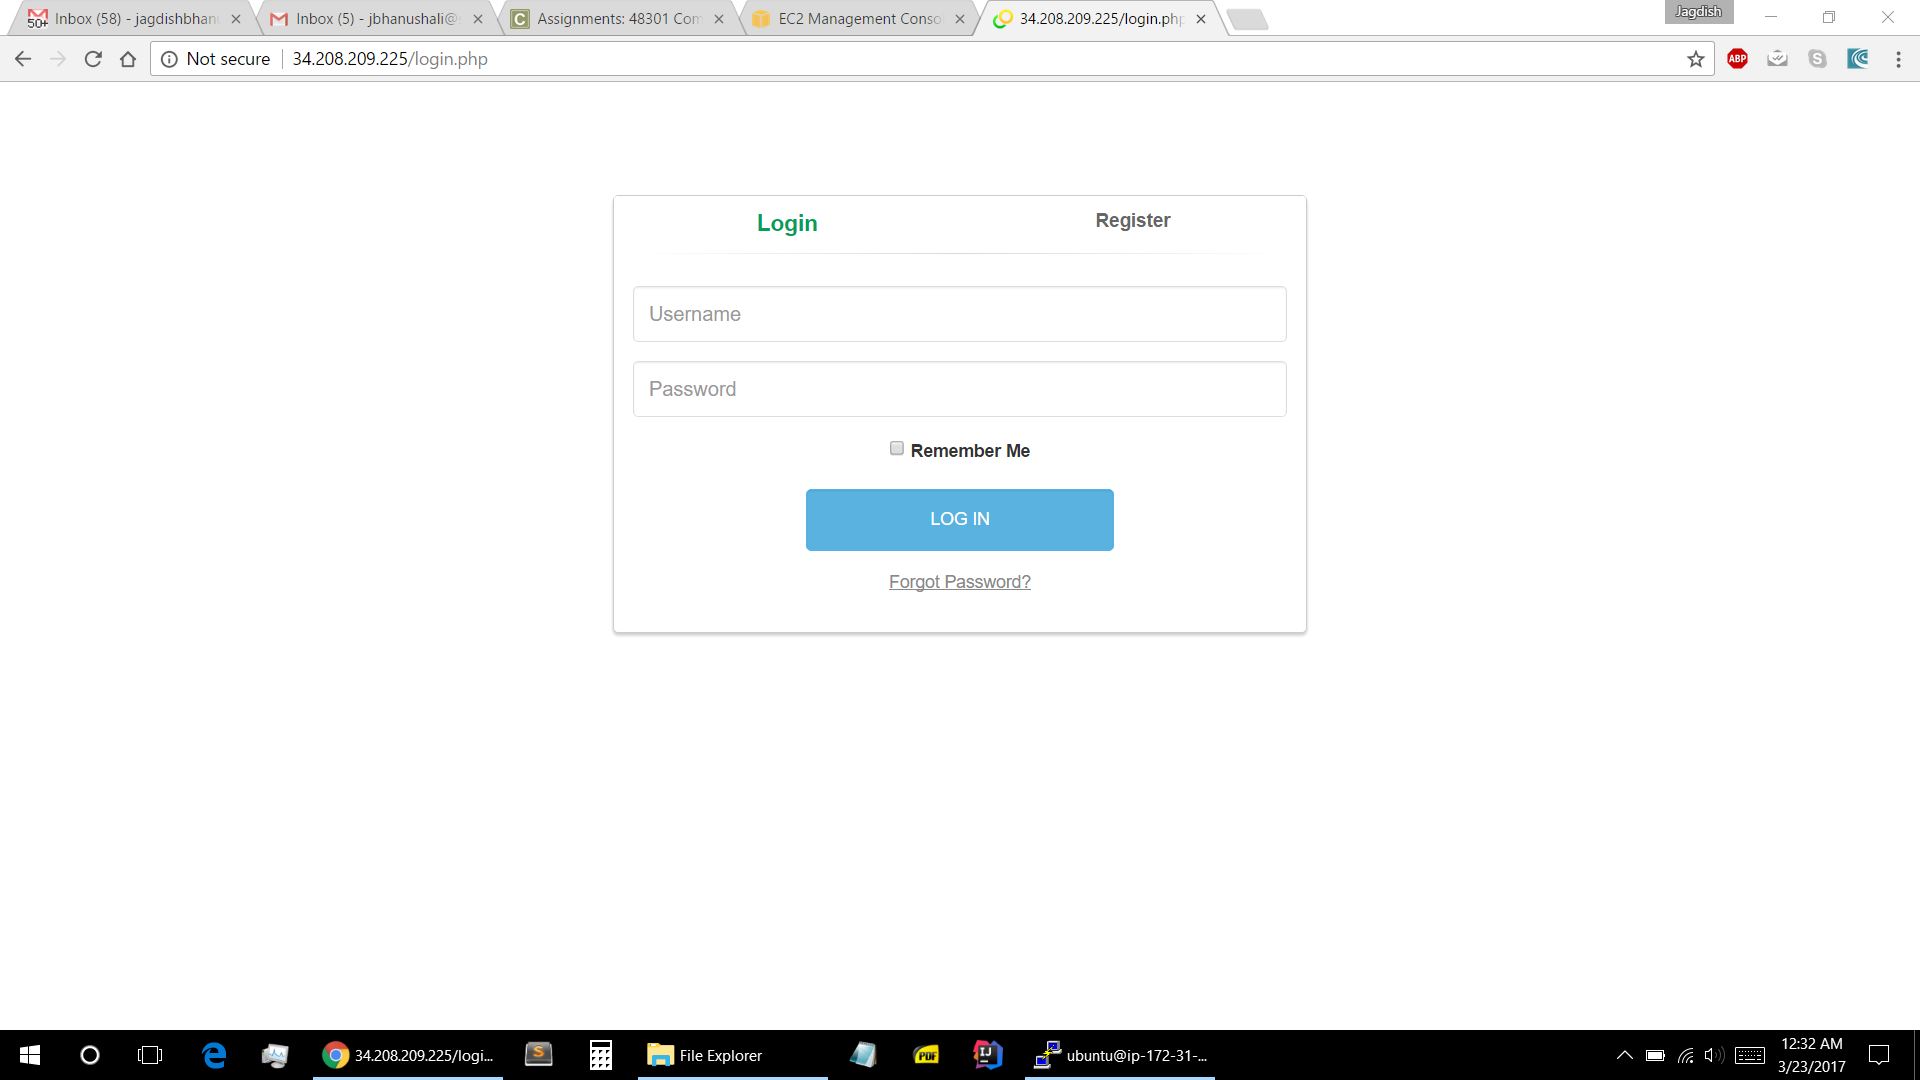 Inbox (58) - jagdishbhanu
Inbox (5) - jbhanushali@
Assignments: 48301 Com
EC2 Management Consol
34.208.209.225/login.php
Jagdish
Not secure
34.208.209.225/login.php
ABP
50+
Login
Register
Username
Password
Remember Me
LOG IN
Forgot Password?
34.208.209.225/logi...
File Explorer
PDF
ubuntu@ip-172-31-...
12:32 AM
3/23/2017